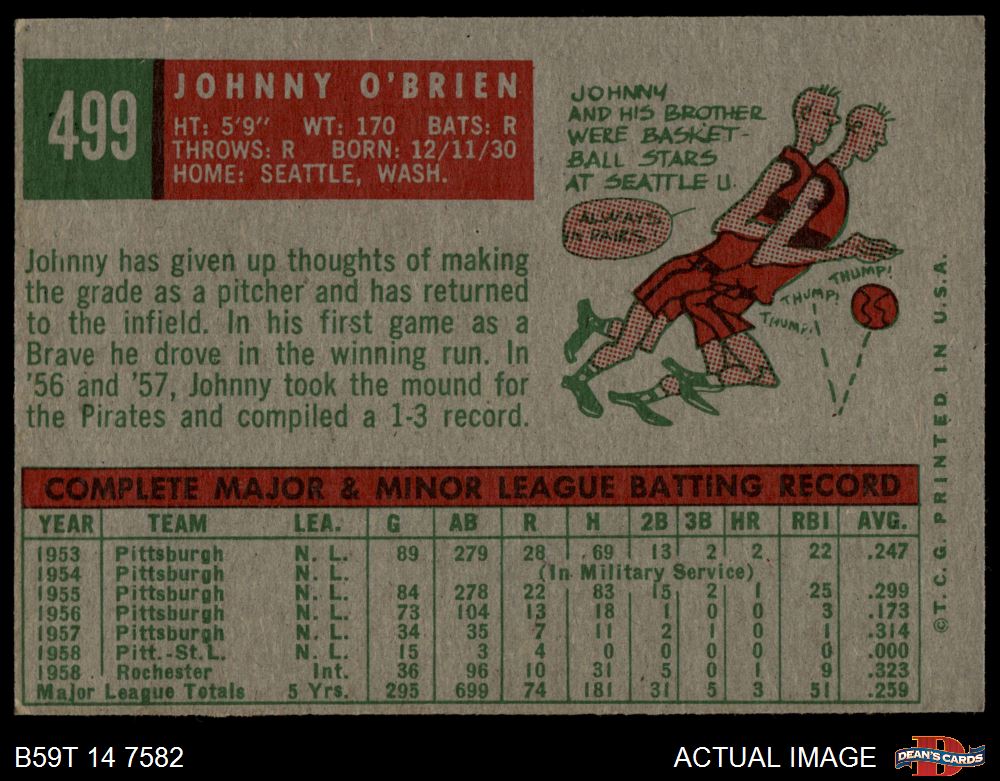 499
JOHNNY O'BRIEN
HT: 5'9" WT: 170 BATS: R
THROWS: R BORN: 12/11/30
HOME: SEATTLE, WASH.
JOHNNY
AND HIS BROTHER
WERE BASKET-
BALL STARS
AT SEATTLE U.
ALWAYS
IN PAIRS
THUMP!
THUMP!
THUMP!
Johnny has given up thoughts of making
the grade as a pitcher and has returned
to the infield. In his first game as a
Brave he drove in the winning run. In
'56 and '57, Johnny took the mound for
the Pirates and compiled a 1-3 record.
COMPLETE MAJOR & MINOR LEAGUE BATTING RECORD
YEAR TEAM LEA. G AB R H 2B 3B HR RBI AVG.
1953 Pittsburgh N. L. 89 279 28 69 13 2 2 22 .247
1954 Pittsburgh N. L. (In Military Service)
1955 Pittsburgh N. L. 84 278 22 83 15 2 1 25 .299
1956 Pittsburgh N. L. 73 104 13 18 1 0 0 3 .173
1957 Pittsburgh N. L. 34 35 7 11 2 1 0 1 .314
1958 Pitt.-St.L. N. L. 15 3 4 0 0 0 0 0 .000
1958 Rochester Int. 36 96 10 31 5 0 1 9 .323
Major League Totals 5 Yrs. 295 699 74 181 31 5 3 51 .259
©T. C. G. PRINTED IN U.S.A.
B59T 14 7582
ACTUAL IMAGE
D
DEAN'S CARDS